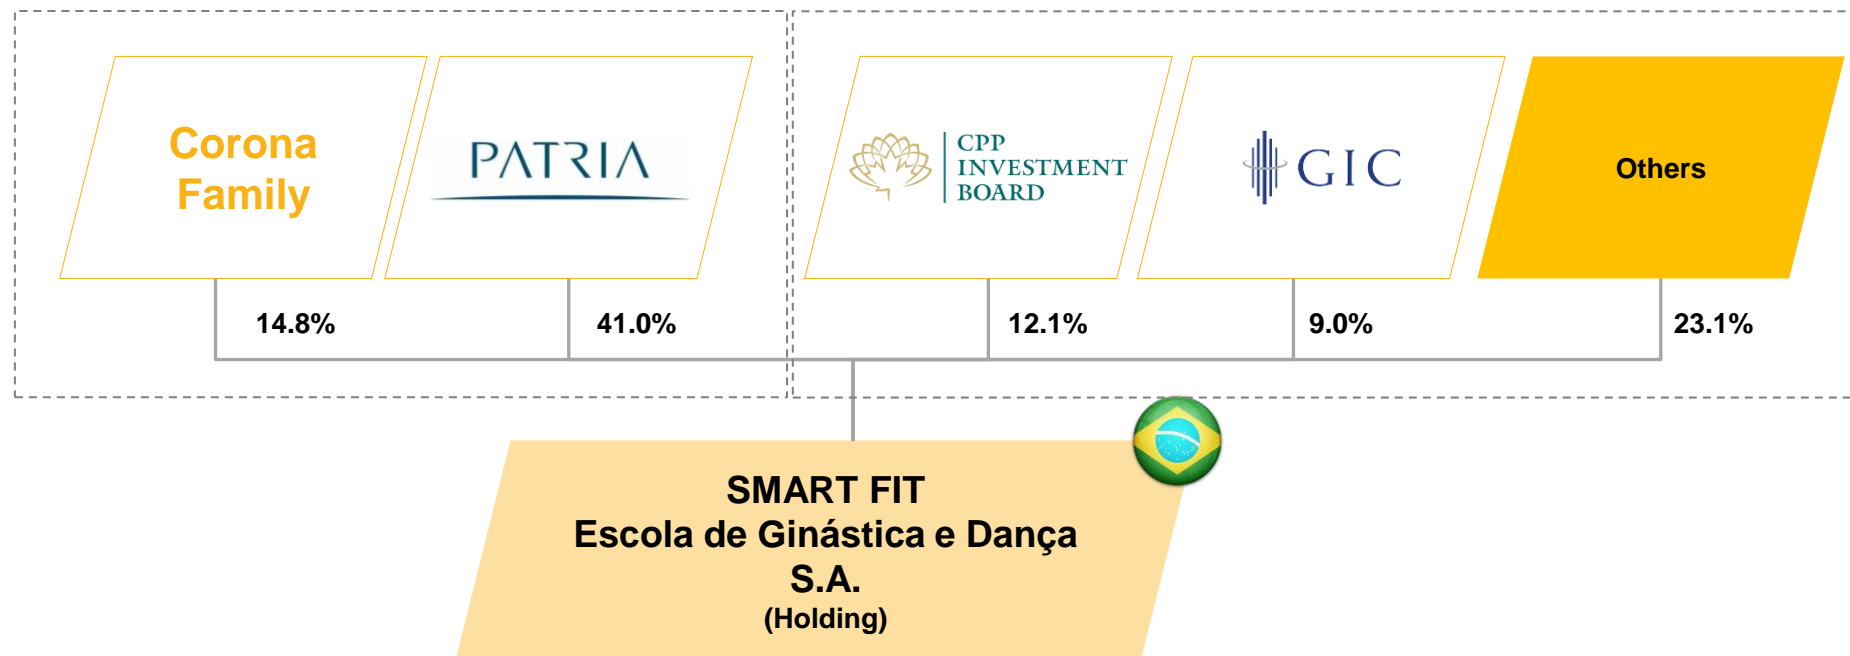 Corona
Family
PATRIA
CPP
INVESTMENT
BOARD
GIC
Others
14.8%
41.0%
12.1%
9.0%
23.1%
SMART FIT
Escola de Ginástica e Dança
S.A.
(Holding)